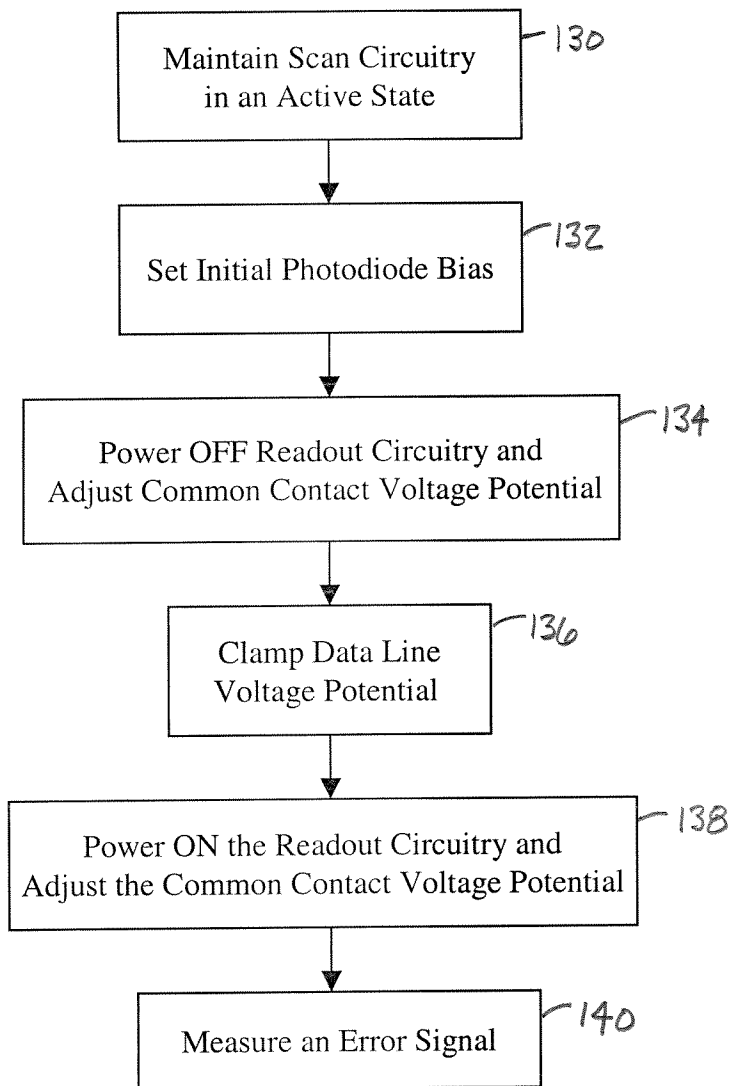 Maintain Scan Circuitry
in an Active State
130
Set Initial Photodiode Bias
132
Power OFF Readout Circuitry and
Adjust Common Contact Voltage Potential
134
Clamp Data Line
Voltage Potential
136
Power ON the Readout Circuitry and
Adjust the Common Contact Voltage Potential
138
Measure an Error Signal
140